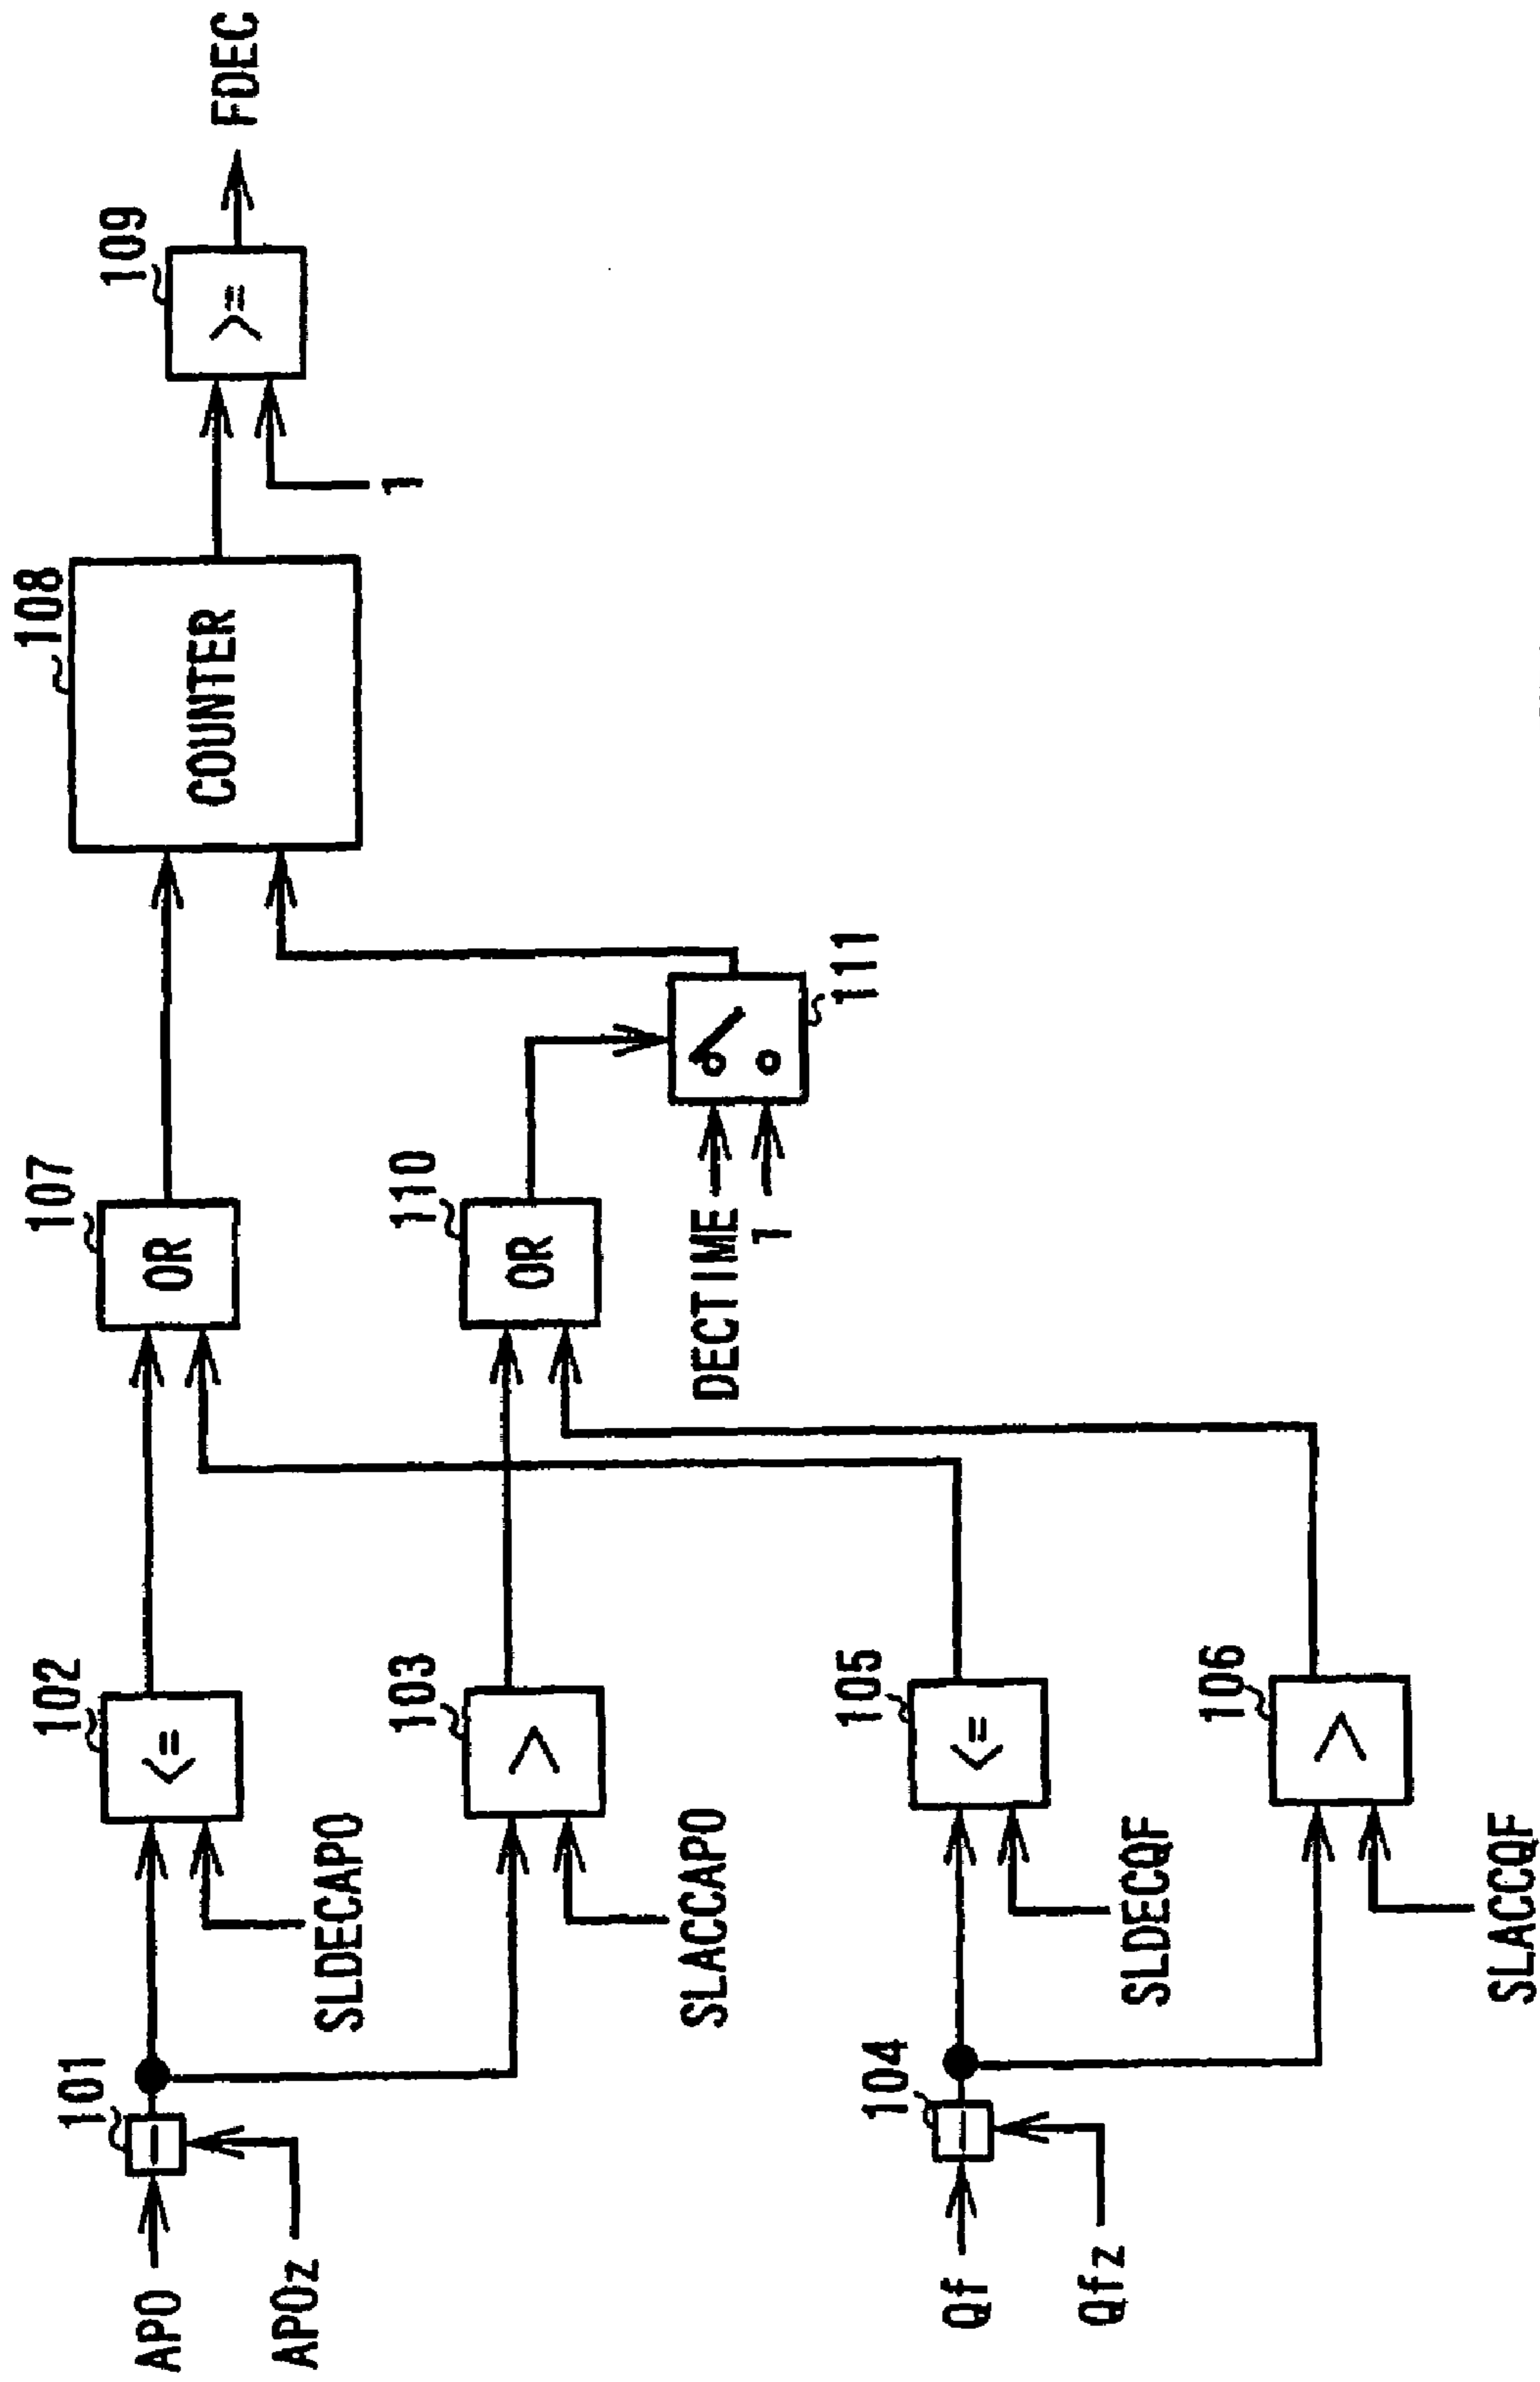 101
102
107
108
109
APO
−
<=
OR
COUNTER
>=
FDEC
APOz
SLDECAPO
1
103
110
>
OR
SLACCAPO
DECTIME
1
111
104
105
Qf
−
<=
Qfz
SLDECQF
106
>
SLACCQF